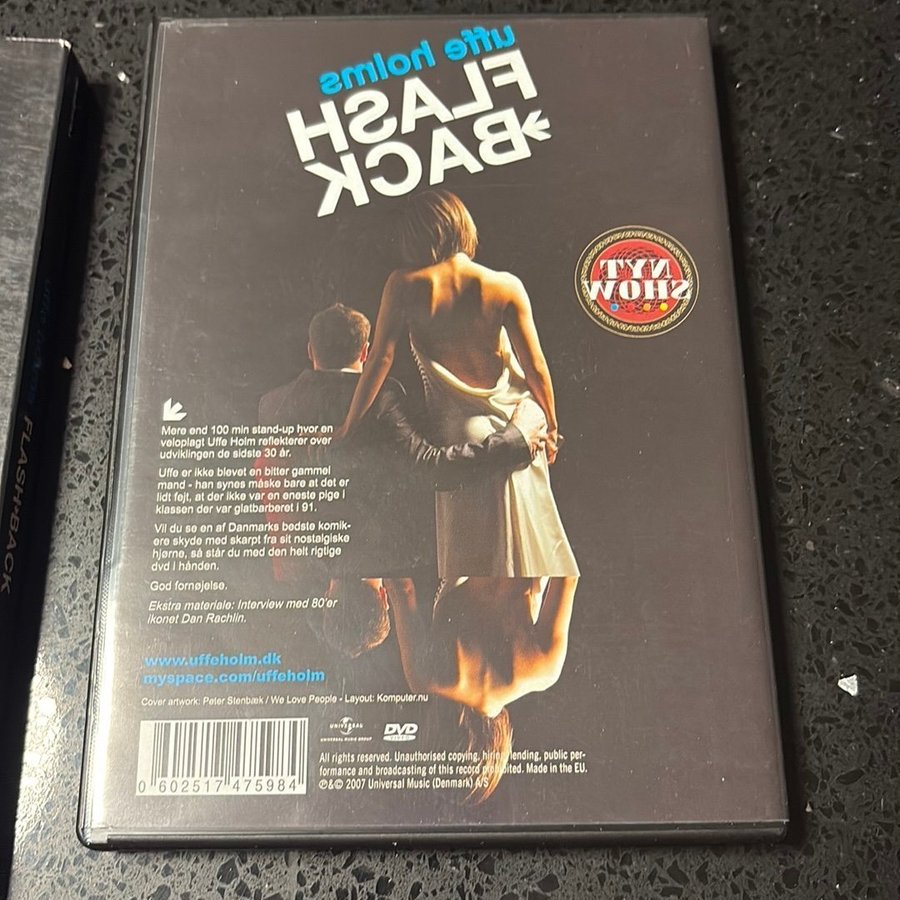 uffe holms
FLASH
BACK
NYT
SHOW
Mere end 100 min stand-up hvor en
veloplagt Uffe Holm reflekterer over
udviklingen de sidste 30 år.
Uffe er ikke blevet en bitter gammel
mand - han synes måske bare at det er
lidt fejt, at der ikke var en eneste pige i
klassen der var glatbarberet i 91.
Vil du se en af Danmarks bedste komik-
ere skyde med skarpt fra sit nostalgiske
hjørne, så står du med den helt rigtige
dvd i hånden.
God fornøjelse.
Ekstra materiale: Interview med 80'er
ikonet Dan Rachlin.
www.uffeholm.dk
myspace.com/uffeholm
Cover artwork: Peter Stenbæk / We Love People - Layout: Komputer.nu
UNIVERSAL
UNIVERSAL MUSIC GROUP
DVD
VIDEO
All rights reserved. Unauthorised copying, hiring, lending, public per-
formance and broadcasting of this record prohibited. Made in the EU.
℗&© 2007 Universal Music (Denmark) A/S
0 602517 475984
FLASH BACK